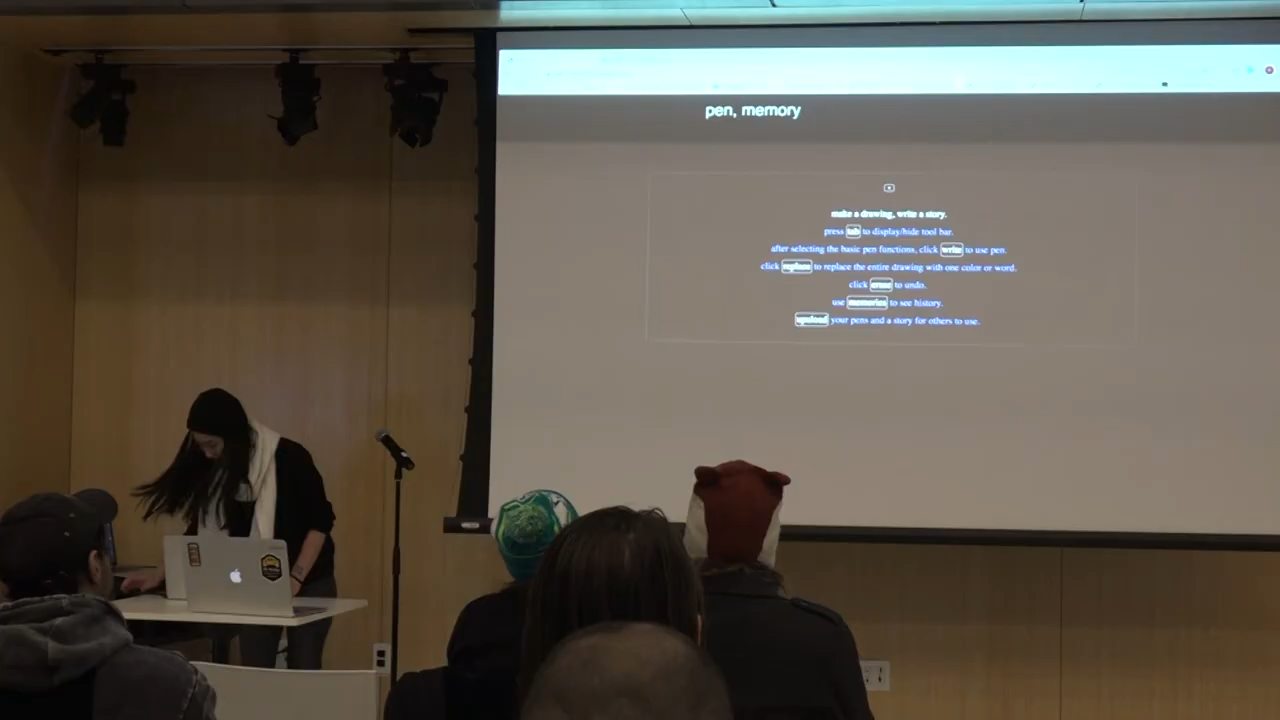 pen, memory
make a drawing, write a story.
press tab to display/hide tool bar.
after selecting the basic pen functions, click write to use pen.
click replace to replace the entire drawing with one color or word.
click erase to undo.
use memories to see history.
upload your pens and a story for others to use.